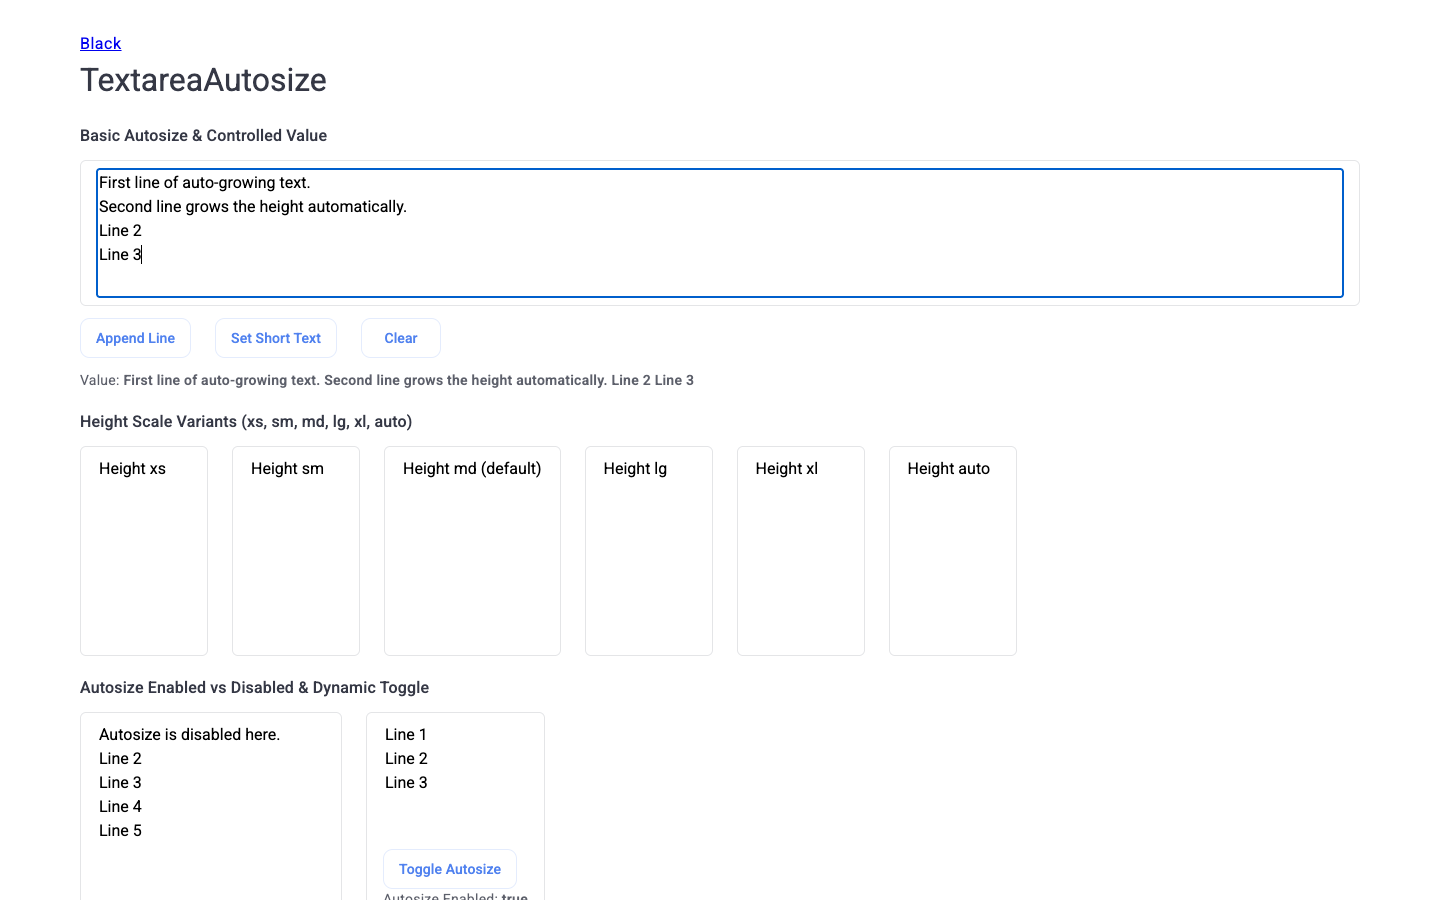 Black
TextareaAutosize
Basic Autosize & Controlled Value
First line of auto-growing text.
Second line grows the height automatically.
Line 2
Line 3
Append Line
Set Short Text
Clear
Value: First line of auto-growing text. Second line grows the height automatically. Line 2 Line 3
Height Scale Variants (xs, sm, md, lg, xl, auto)
Height xs
Height sm
Height md (default)
Height lg
Height xl
Height auto
Autosize Enabled vs Disabled & Dynamic Toggle
Autosize is disabled here.
Line 2
Line 3
Line 4
Line 5
Line 1
Line 2
Line 3
Toggle Autosize
Autosize Enabled: true